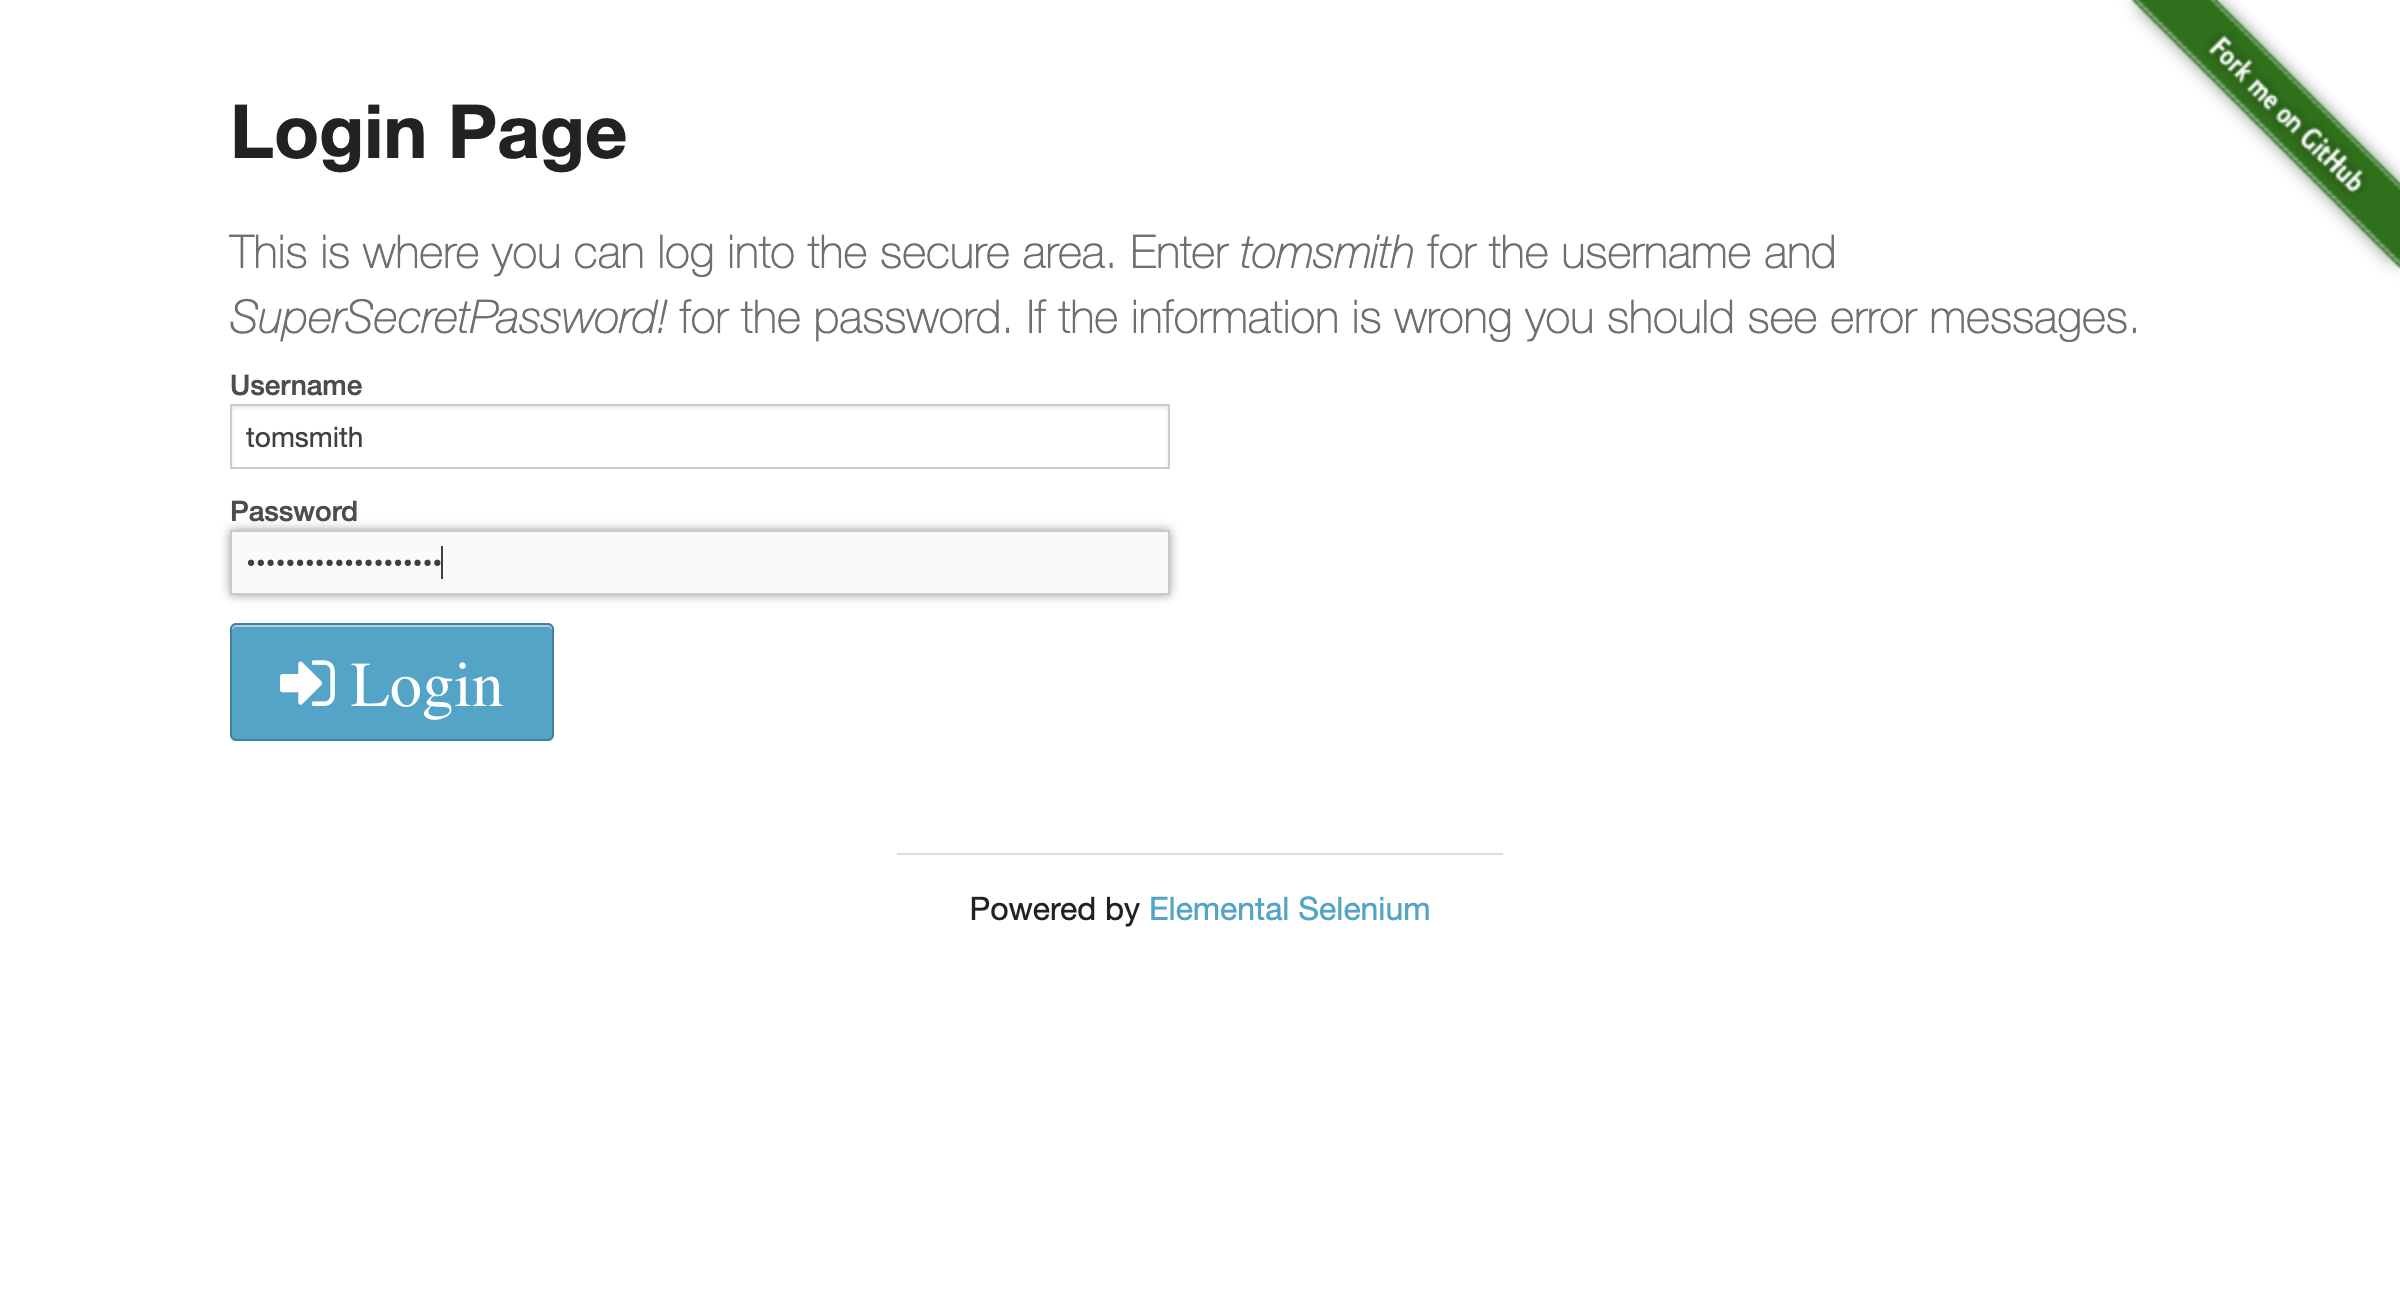 Fork me on GitHub
Login Page
This is where you can log into the secure area. Enter tomsmith for the username and
SuperSecretPassword! for the password. If the information is wrong you should see error messages.
Username
tomsmith
Password
••••••••••••••••••••
Login
Powered by Elemental Selenium